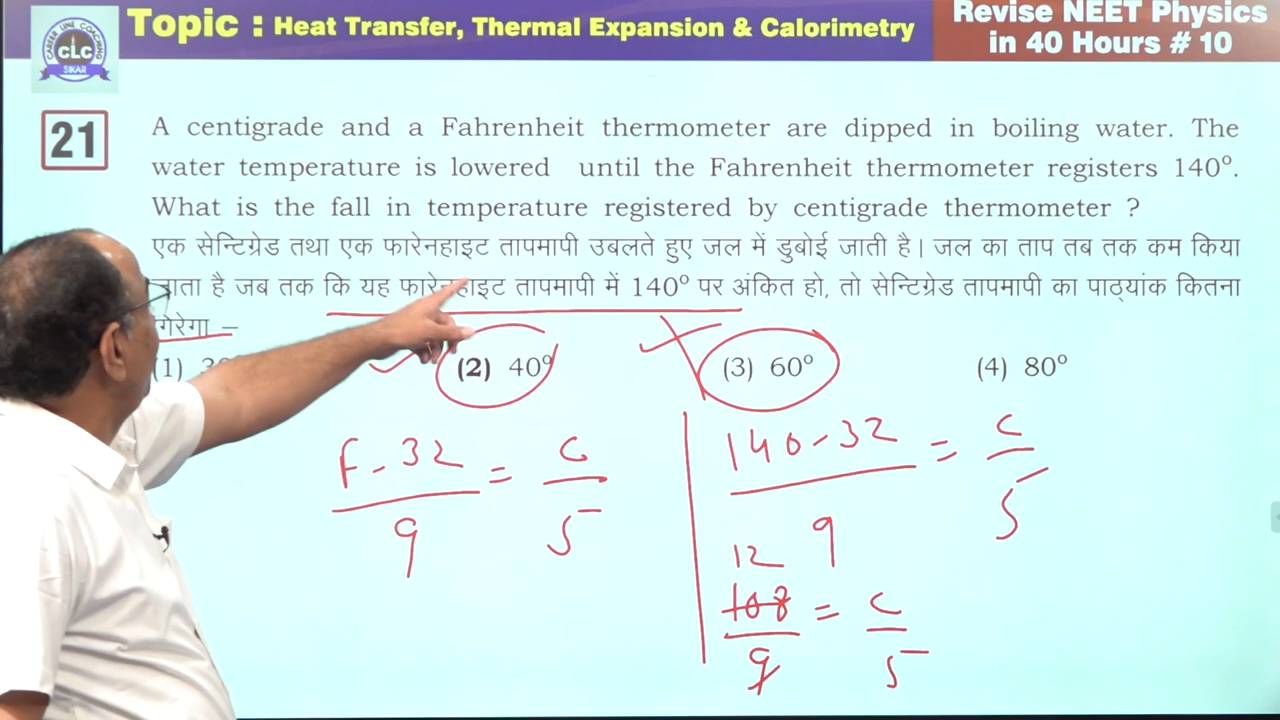 CAREER LINE COACHING
CLC
SIKAR
Topic : Heat Transfer, Thermal Expansion & Calorimetry
Revise NEET Physics
in 40 Hours # 10
21
A centigrade and a Fahrenheit thermometer are dipped in boiling water. The
water temperature is lowered until the Fahrenheit thermometer registers 140°.
What is the fall in temperature registered by centigrade thermometer ?
एक सेन्टिग्रेड तथा एक फारेनहाइट तापमापी उबलते हुए जल में डुबोई जाती है। जल का ताप तब तक कम किया
है जब तक कि यह फारेनहाइट तापमापी में 140° पर अंकित हो, तो सेन्टिग्रेड तापमापी का पाठ्यांक कितना
गिरेगा –
(1) (2) 40° (3) 60° (4) 80°
F - 32 / 9 = C / 5
140 - 32 / 9 = C / 5
12
108 / 9 = C / 5